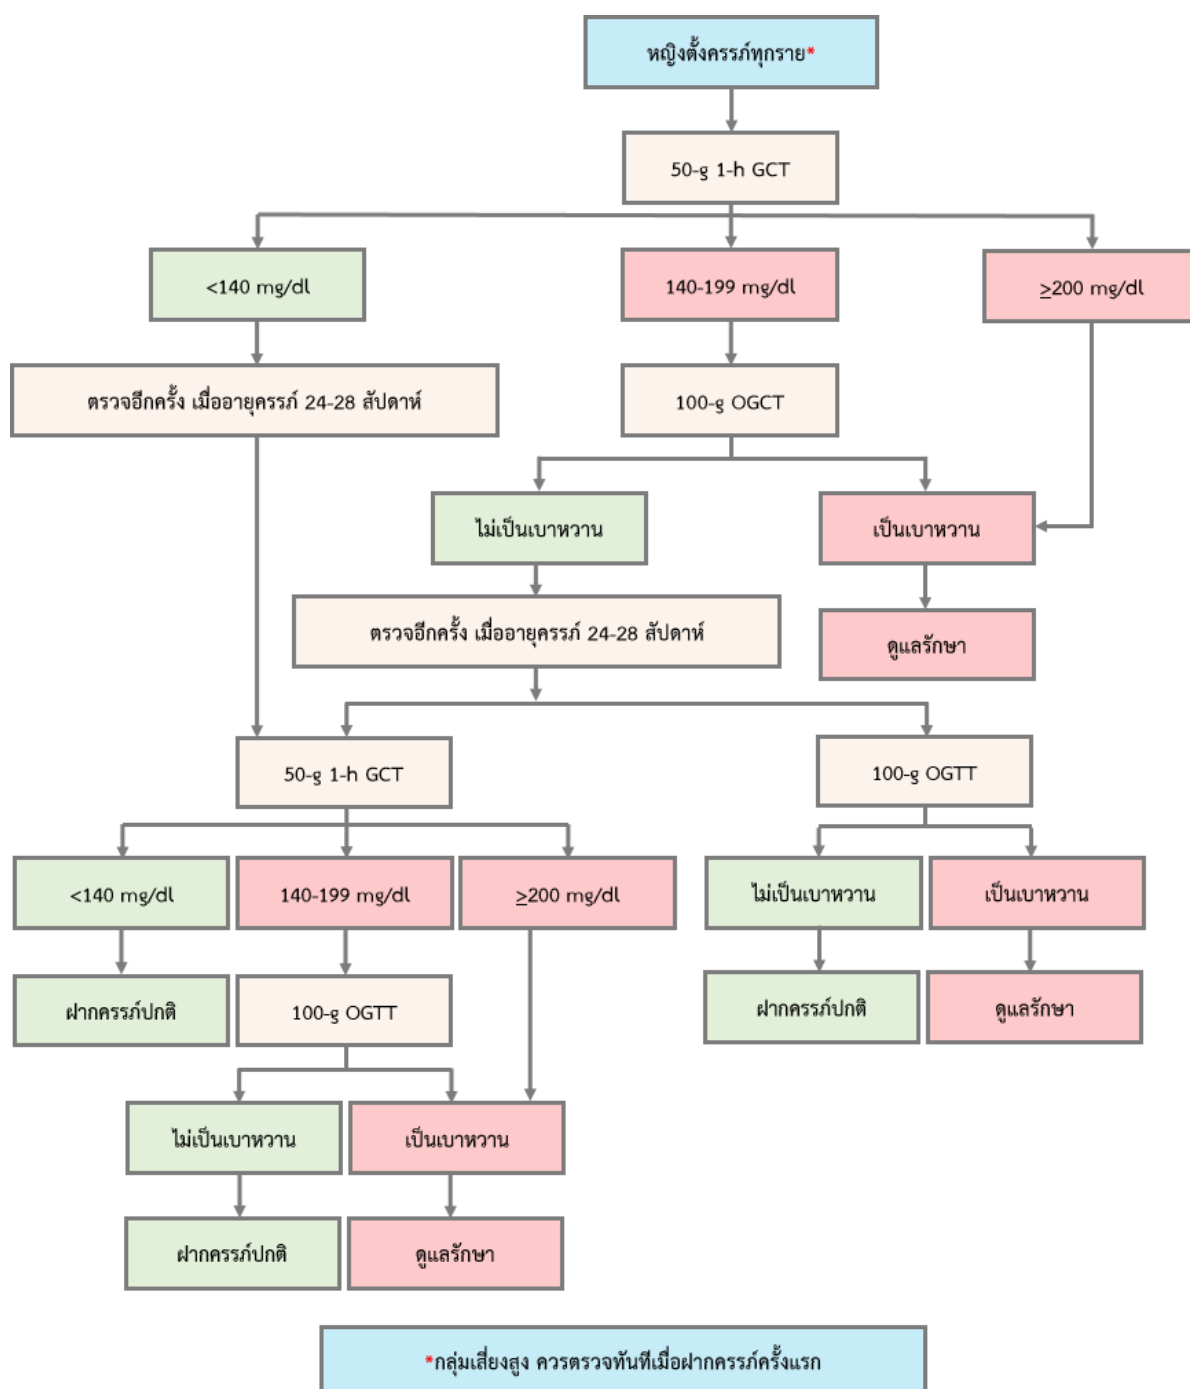 หญิงตั้งครรภ์ทุกราย*
50-g 1-h GCT
<140 mg/dl
140-199 mg/dl
≥200 mg/dl
ตรวจอีกครั้ง เมื่ออายุครรภ์ 24-28 สัปดาห์
100-g OGCT
ไม่เป็นเบาหวาน
เป็นเบาหวาน
ตรวจอีกครั้ง เมื่ออายุครรภ์ 24-28 สัปดาห์
ดูแลรักษา
50-g 1-h GCT
100-g OGTT
<140 mg/dl
140-199 mg/dl
≥200 mg/dl
ไม่เป็นเบาหวาน
เป็นเบาหวาน
ฝากครรภ์ปกติ
100-g OGTT
ฝากครรภ์ปกติ
ดูแลรักษา
ไม่เป็นเบาหวาน
เป็นเบาหวาน
ฝากครรภ์ปกติ
ดูแลรักษา
*กลุ่มเสี่ยงสูง ควรตรวจทันทีเมื่อฝากครรภ์ครั้งแรก